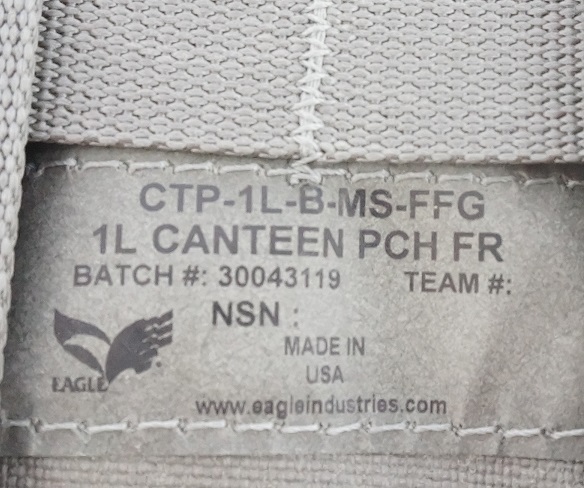 CTP-1L-B-MS-FFG
1L CANTEEN PCH FR
BATCH #: 30043119 TEAM #:
NSN :
MADE IN
USA
EAGLE
www.eagleindustries.com